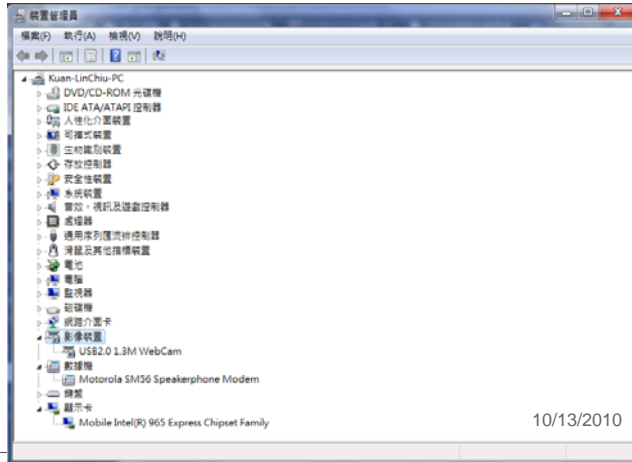 裝置管理員
檔案(F) 執行(A) 檢視(V) 說明(H)
Kuan-LinChiu-PC
DVD/CD-ROM 光碟機
IDE ATA/ATAPI 控制器
人性化介面裝置
可攜式裝置
生物識別裝置
存放控制器
安全性裝置
系統裝置
音效，視訊及遊戲控制器
處理器
通用序列匯流排控制器
滑鼠及其他指標裝置
電池
電腦
監視器
磁碟機
網路介面卡
影像裝置
USB2.0 1.3M WebCam
數據機
Motorola SM56 Speakerphone Modem
鍵盤
顯示卡
Mobile Intel(R) 965 Express Chipset Family
10/13/2010